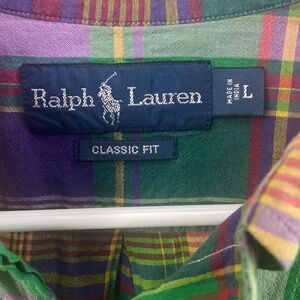 Ralph Lauren
MADE IN
INDIA
L
CLASSIC FIT